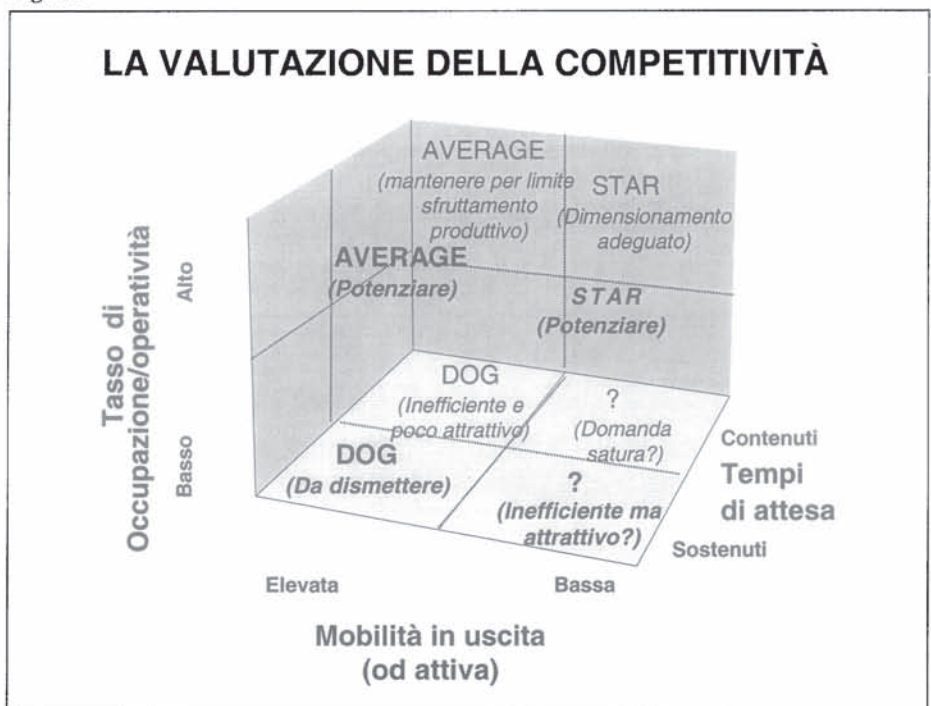 LA VALUTAZIONE DELLA COMPETITIVITÀ
AVERAGE
(mantenere per limite
sfruttamento
produttivo)
STAR
(Dimensionamento
adeguato)
AVERAGE
(Potenziare)
STAR
(Potenziare)
DOG
(Inefficiente e
poco attrattivo)
?
(Domanda
satura?)
DOG
(Da dismettere)
?
(Inefficiente ma
attrattivo?)
Tasso di
Occupazione/operatività
Alto
Basso
Contenuti
Tempi
di attesa
Sostenuti
Elevata
Bassa
Mobilità in uscita
(od attiva)